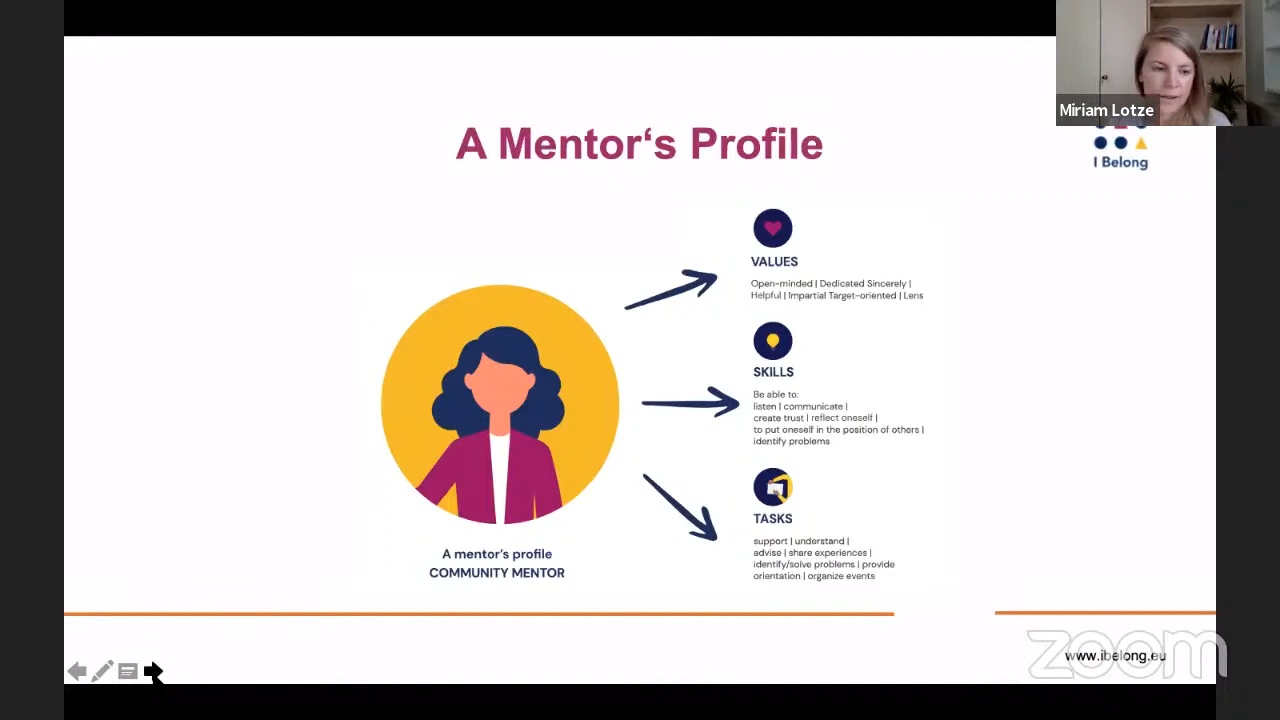 Miriam Lotze
A Mentor‘s Profile
I Belong
VALUES
Open-minded | Dedicated Sincerely |
Helpful | Impartial Target-oriented | Lens
SKILLS
Be able to:
listen | communicate |
create trust | reflect oneself |
to put oneself in the position of others |
identify problems
TASKS
support | understand |
advise | share experiences |
identify/solve problems | provide
orientation | organize events
A mentor's profile
COMMUNITY MENTOR
zoom
www.ibelong.eu